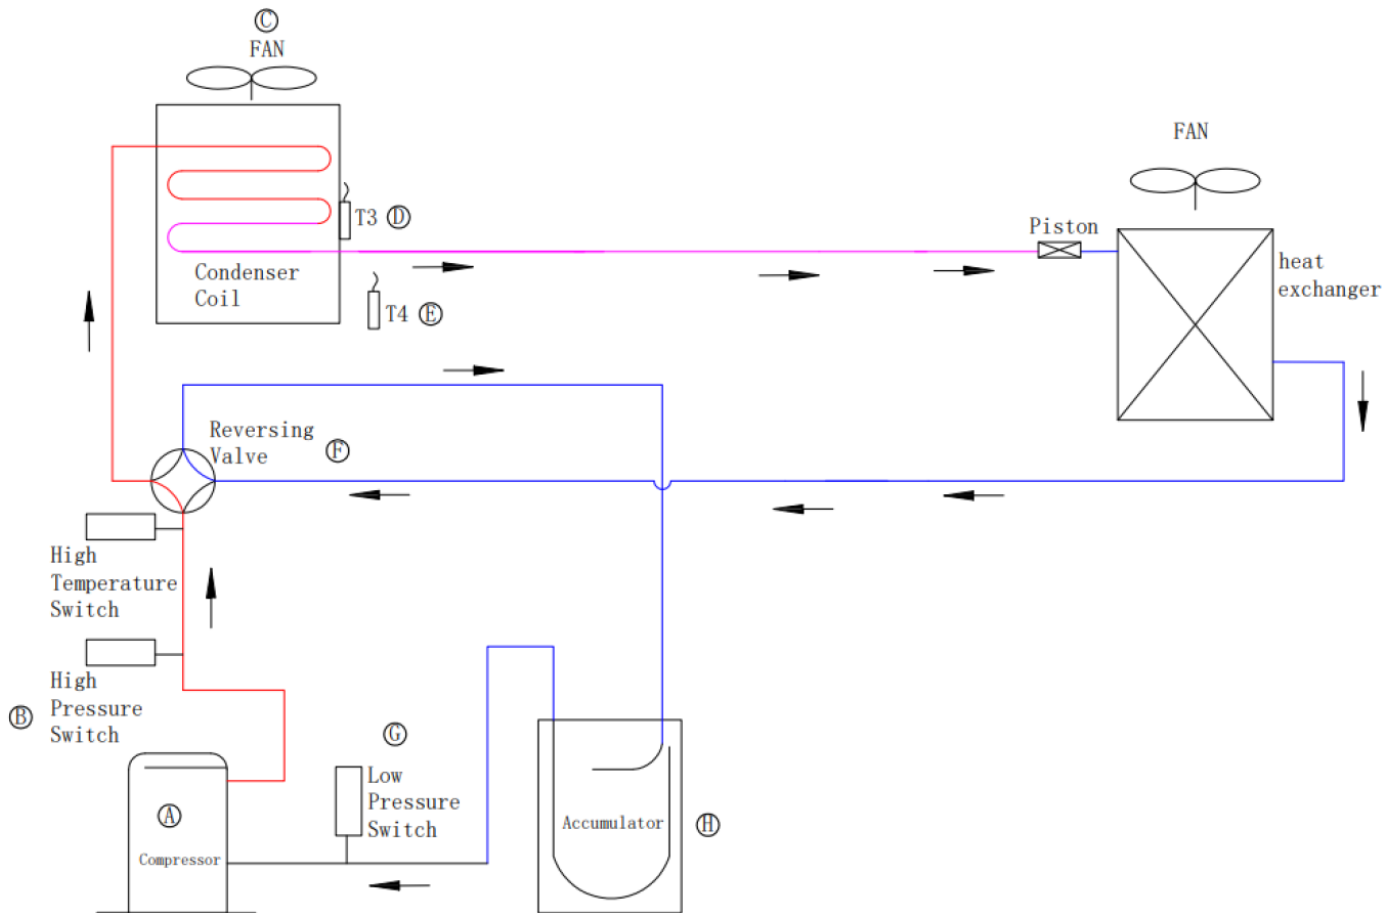 Ⓒ
FAN
FAN
T3 Ⓓ
Piston
Condenser
Coil
heat
exchanger
T4 Ⓔ
Reversing
Valve
Ⓕ
High
Temperature
Switch
High
Pressure
Switch
Ⓑ
Ⓖ
Low
Pressure
Switch
Ⓐ
Compressor
Accumulator
Ⓗ